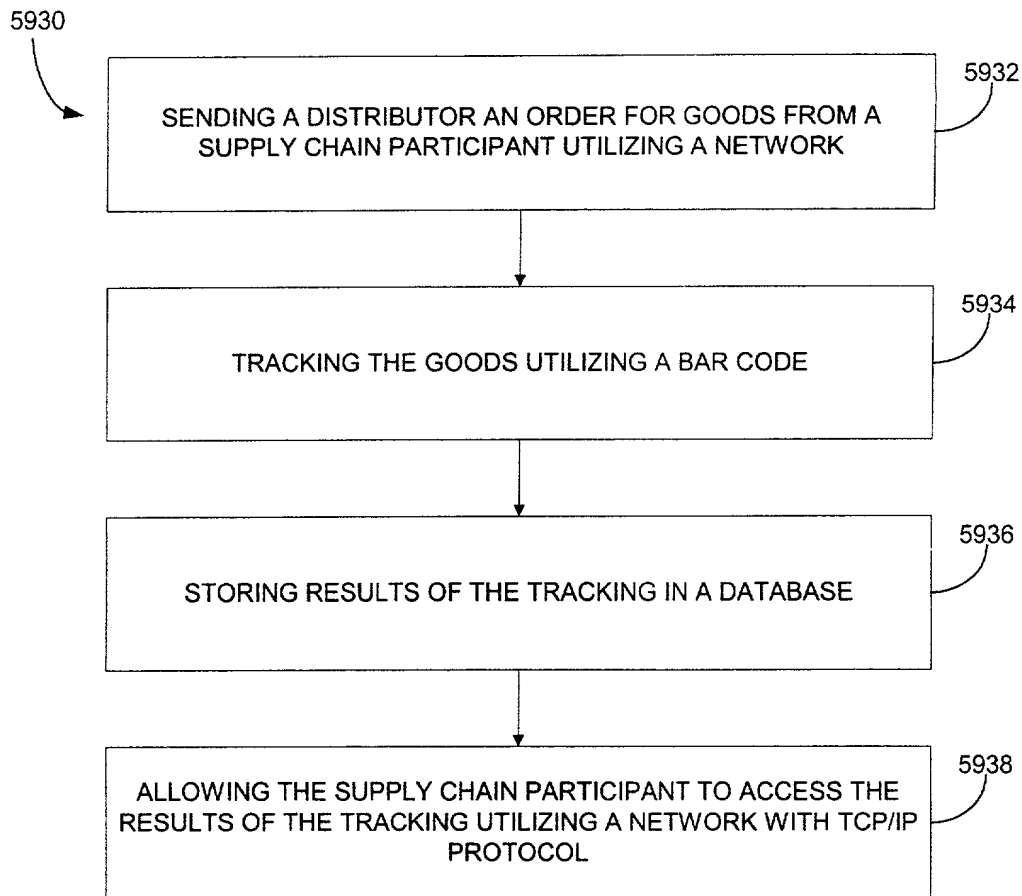 5930
5932
SENDING A DISTRIBUTOR AN ORDER FOR GOODS FROM A
SUPPLY CHAIN PARTICIPANT UTILIZING A NETWORK
5934
TRACKING THE GOODS UTILIZING A BAR CODE
5936
STORING RESULTS OF THE TRACKING IN A DATABASE
5938
ALLOWING THE SUPPLY CHAIN PARTICIPANT TO ACCESS THE
RESULTS OF THE TRACKING UTILIZING A NETWORK WITH TCP/IP
PROTOCOL